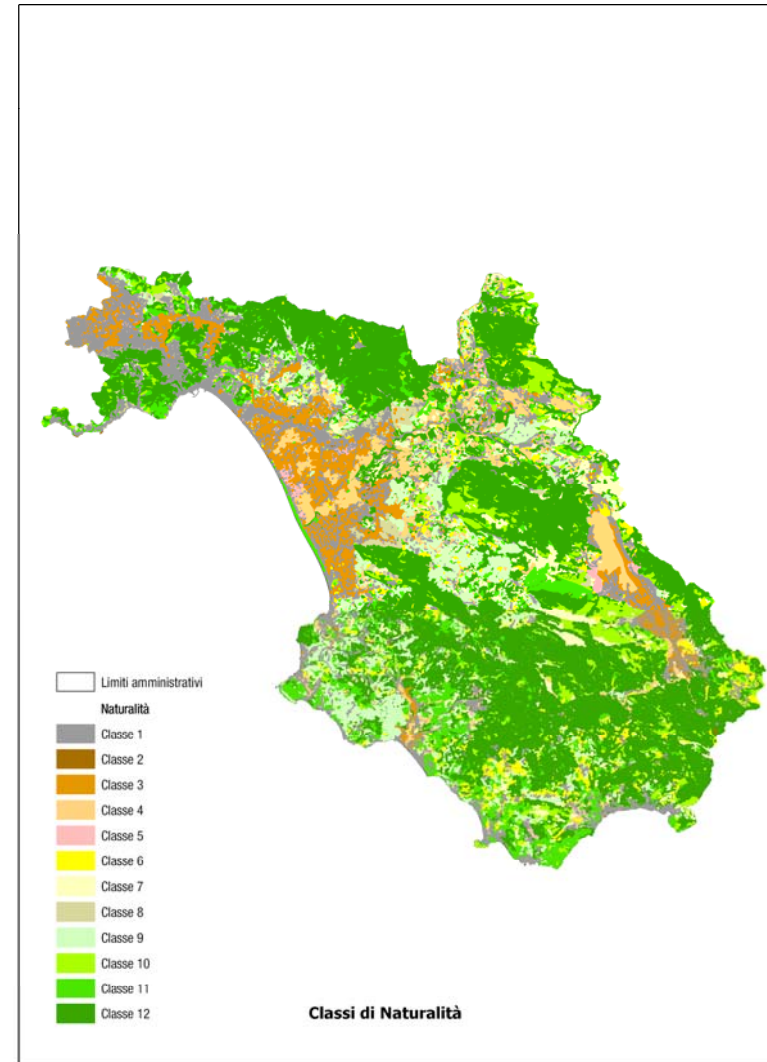 Limiti amministrativi
Naturalità
Classe 1
Classe 2
Classe 3
Classe 4
Classe 5
Classe 6
Classe 7
Classe 8
Classe 9
Classe 10
Classe 11
Classe 12
Classi di Naturalità